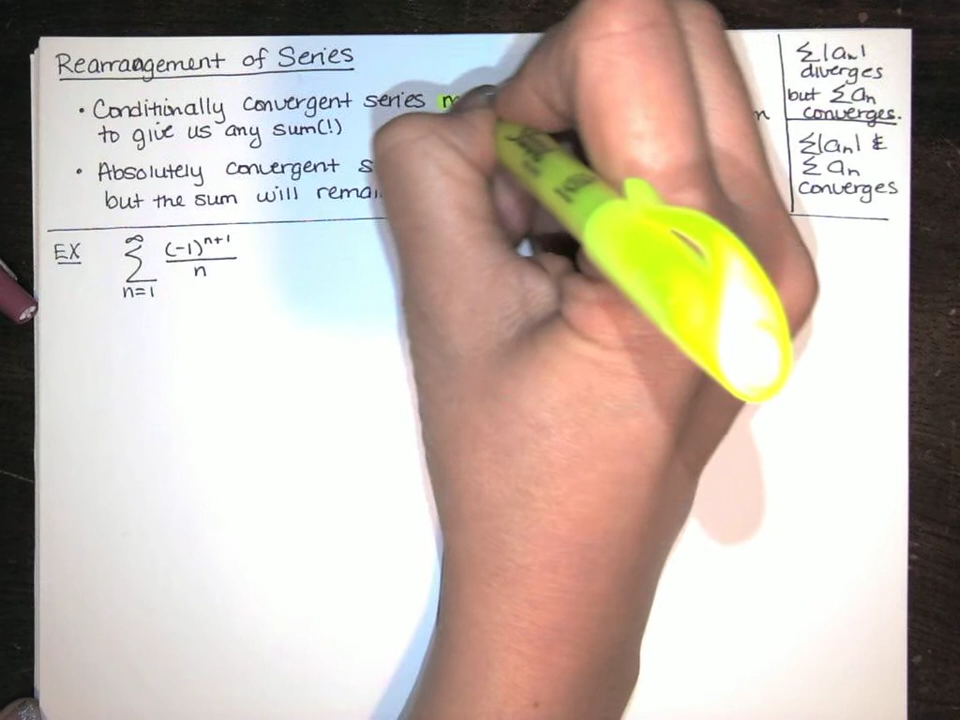 Rearrangement of Series
• Conditionally convergent series
to give us any sum(!)
• Absolutely convergent
but the sum will
Σ|aₙ|
diverges
but Σ aₙ
converges.
Σ|aₙ| &
Σ aₙ
converges
EX ∞ Σ n=1 (-1)ⁿ⁺¹/n